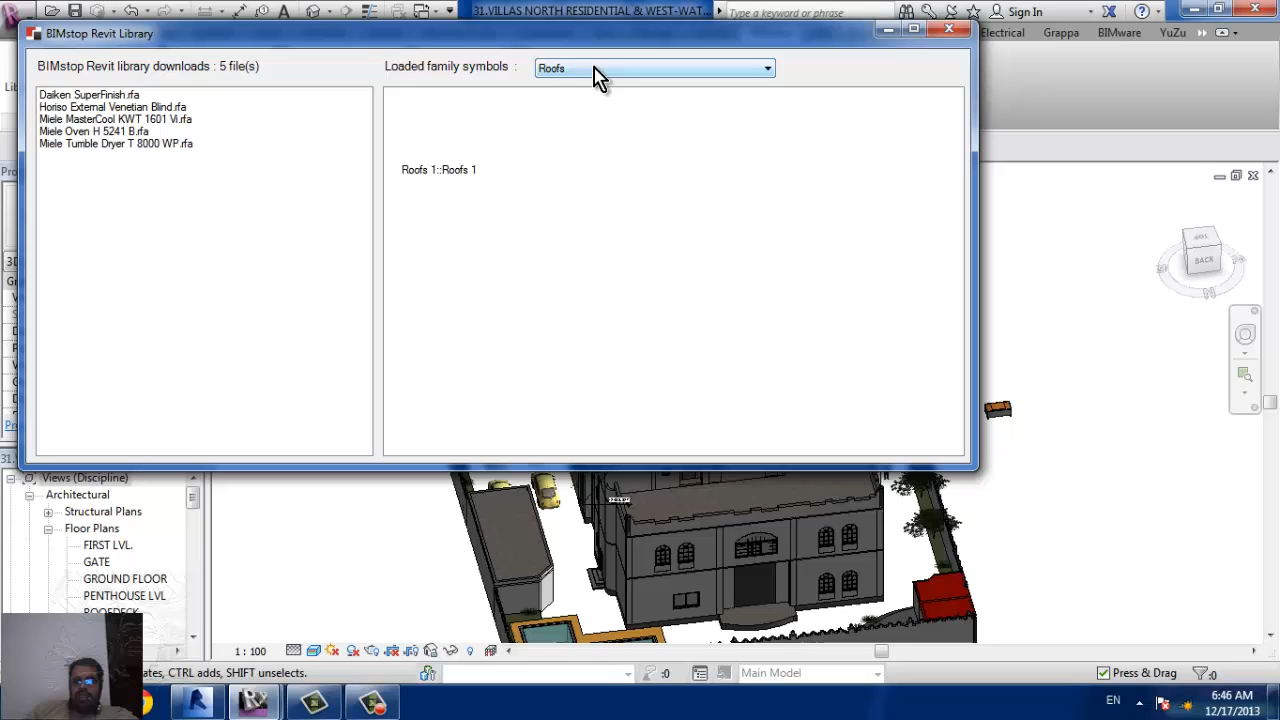 31.VILLAS NORTH RESIDENTIAL & WEST-WAT...
Type a keyword or phrase
Sign In
BIMstop Revit Library
Electrical
Grappa
BIMware
YuZu
BIMstop Revit library downloads : 5 file(s)
Loaded family symbols :
Roofs
Daiken SuperFinish.rfa
Horiso External Venetian Blind.rfa
Miele MasterCool KWT 1601 Vi.rfa
Miele Oven H 5241 B.rfa
Miele Tumble Dryer T 8000 WP.rfa
Roofs 1::Roofs 1
TOP
BACK
Views (Discipline)
Architectural
Structural Plans
Floor Plans
FIRST LVL.
GATE
GROUND FLOOR
PENTHOUSE LVL
ROOFDECK
1 : 100
ates, CTRL adds, SHIFT unselects.
:0
Main Model
Press & Drag
:0
EN
6:46 AM
12/17/2013